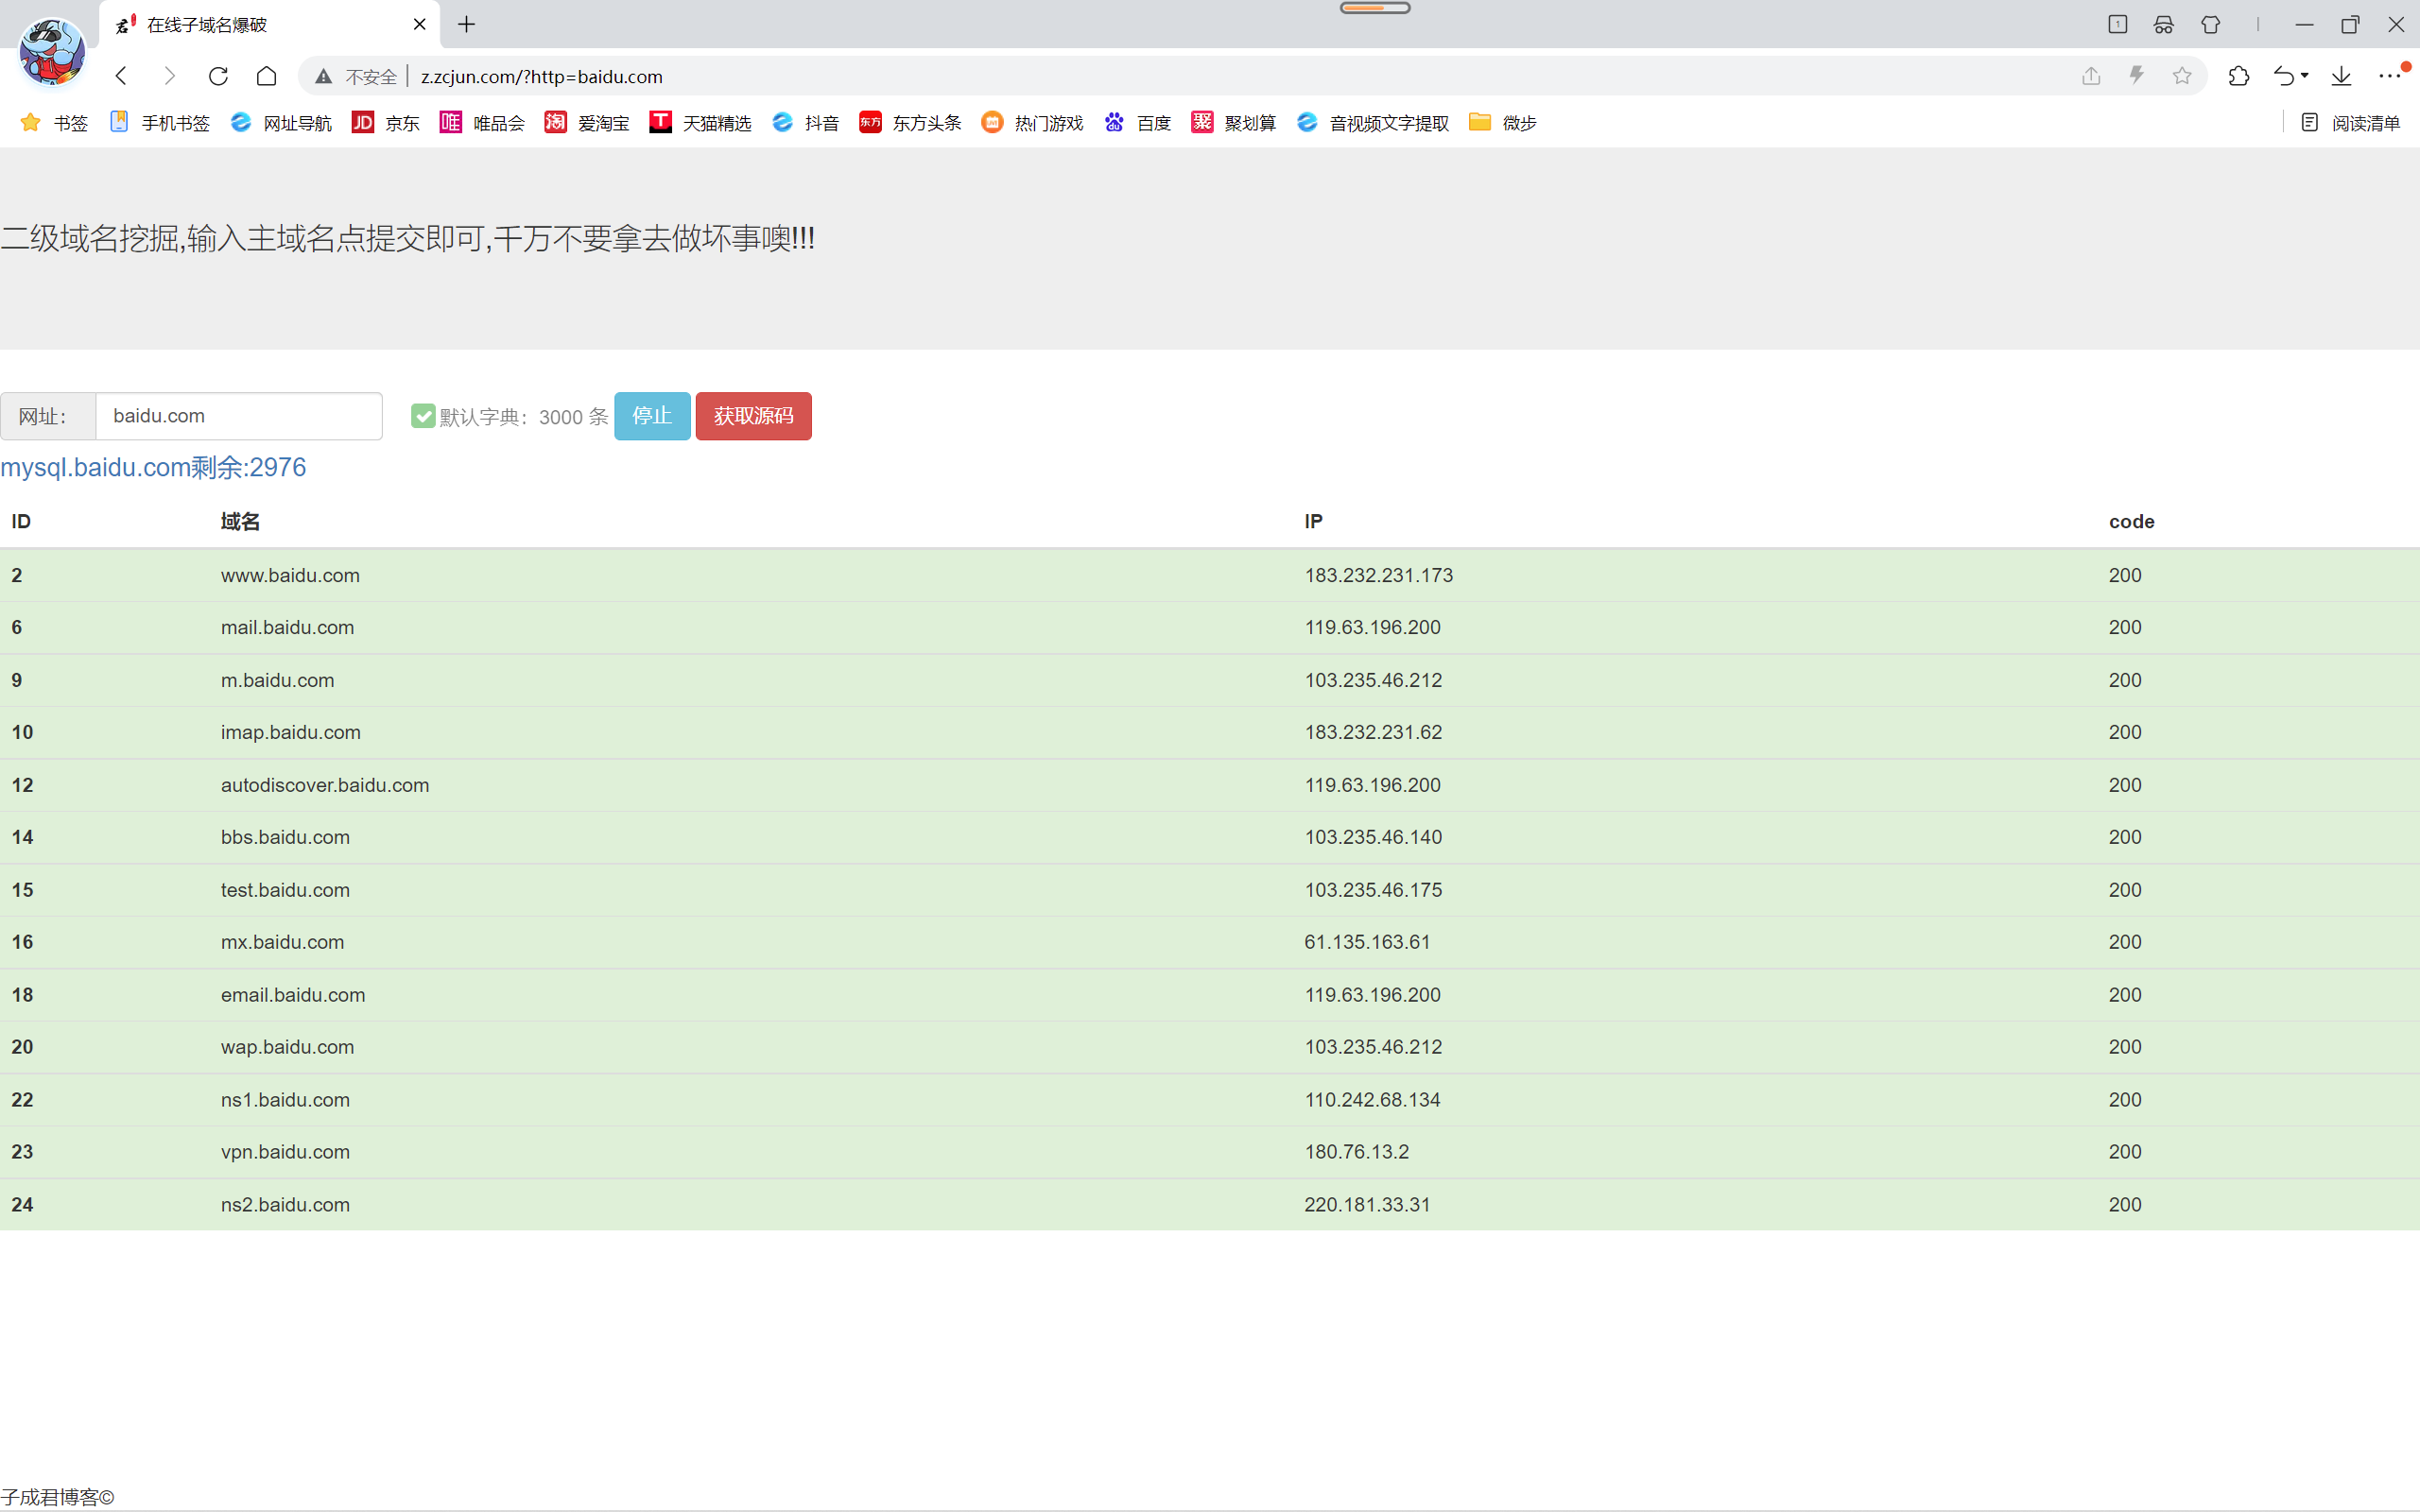 在线子域名爆破
1
不安全 z.zcjun.com/?http=baidu.com
书签 手机书签 网址导航 JD 京东 唯 唯品会 淘 爱淘宝 T 天猫精选 抖音 东方 东方头条 热门游戏 du 百度 聚 聚划算 音视频文字提取 微步 阅读清单
二级域名挖掘,输入主域名点提交即可,千万不要拿去做坏事噢!!!
网址： baidu.com 默认字典：3000 条 停止 获取源码
mysql.baidu.com剩余:2976
ID 域名 IP code
2 www.baidu.com 183.232.231.173 200
6 mail.baidu.com 119.63.196.200 200
9 m.baidu.com 103.235.46.212 200
10 imap.baidu.com 183.232.231.62 200
12 autodiscover.baidu.com 119.63.196.200 200
14 bbs.baidu.com 103.235.46.140 200
15 test.baidu.com 103.235.46.175 200
16 mx.baidu.com 61.135.163.61 200
18 email.baidu.com 119.63.196.200 200
20 wap.baidu.com 103.235.46.212 200
22 ns1.baidu.com 110.242.68.134 200
23 vpn.baidu.com 180.76.13.2 200
24 ns2.baidu.com 220.181.33.31 200
子成君博客©